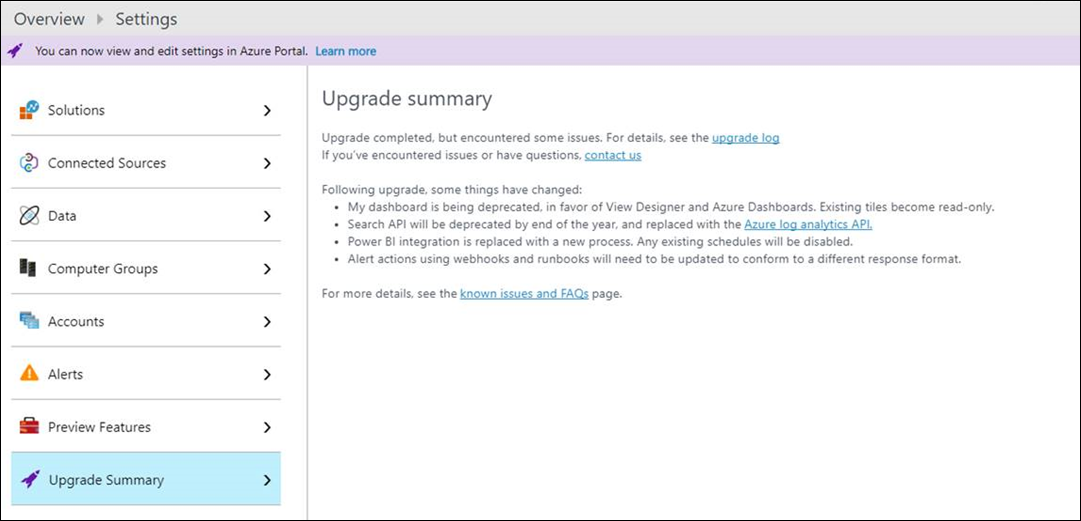 Overview Settings
You can now view and edit settings in Azure Portal. Learn more
Solutions
Connected Sources
Data
Computer Groups
Accounts
Alerts
Preview Features
Upgrade Summary
Upgrade summary
Upgrade completed, but encountered some issues. For details, see the upgrade log
If you've encountered issues or have questions, contact us
Following upgrade, some things have changed:
• My dashboard is being deprecated, in favor of View Designer and Azure Dashboards. Existing tiles become read-only.
• Search API will be deprecated by end of the year, and replaced with the Azure log analytics API.
• Power BI integration is replaced with a new process. Any existing schedules will be disabled.
• Alert actions using webhooks and runbooks will need to be updated to conform to a different response format.
For more details, see the known issues and FAQs page.